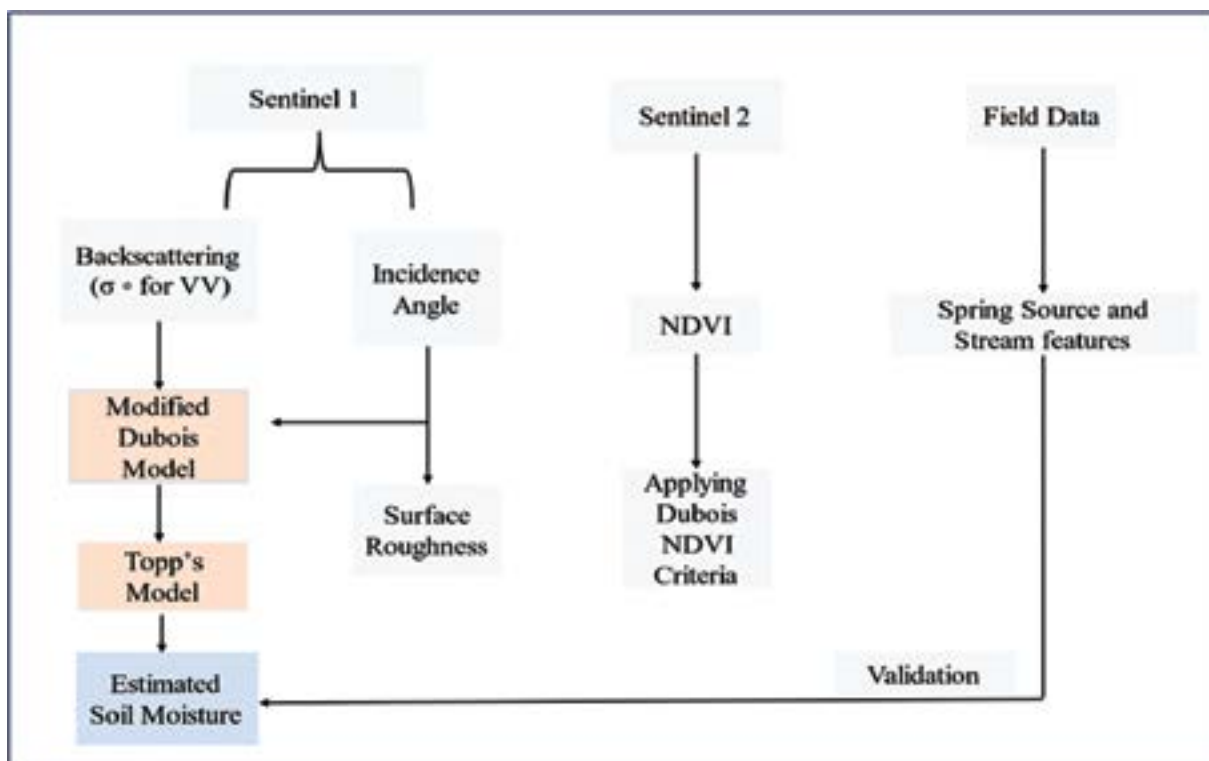 Sentinel 1
Sentinel 2
Field Data
Backscattering
(σ ∘ for VV)
Incidence
Angle
NDVI
Spring Source and
Stream features
Modified
Dubois
Model
Surface
Roughness
Applying
Dubois
NDVI
Criteria
Topp's
Model
Validation
Estimated
Soil Moisture